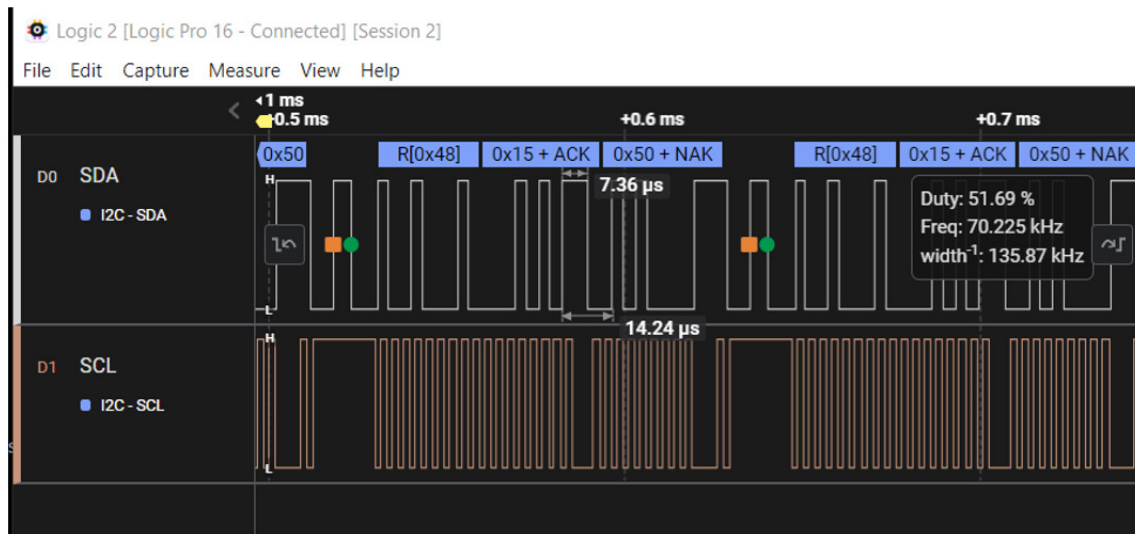 Logic 2 [Logic Pro 16 - Connected] [Session 2]
File Edit Capture Measure View Help
1 ms
+0.5 ms +0.6 ms +0.7 ms
0x50 R[0x48] 0x15 + ACK 0x50 + NAK R[0x48] 0x15 + ACK 0x50 + NAK
D0 SDA
I2C - SDA
H
7.36 µs
Duty: 51.69 %
Freq: 70.225 kHz
width⁻¹: 135.87 kHz
L
14.24 µs
D1 SCL
I2C - SCL
H
L